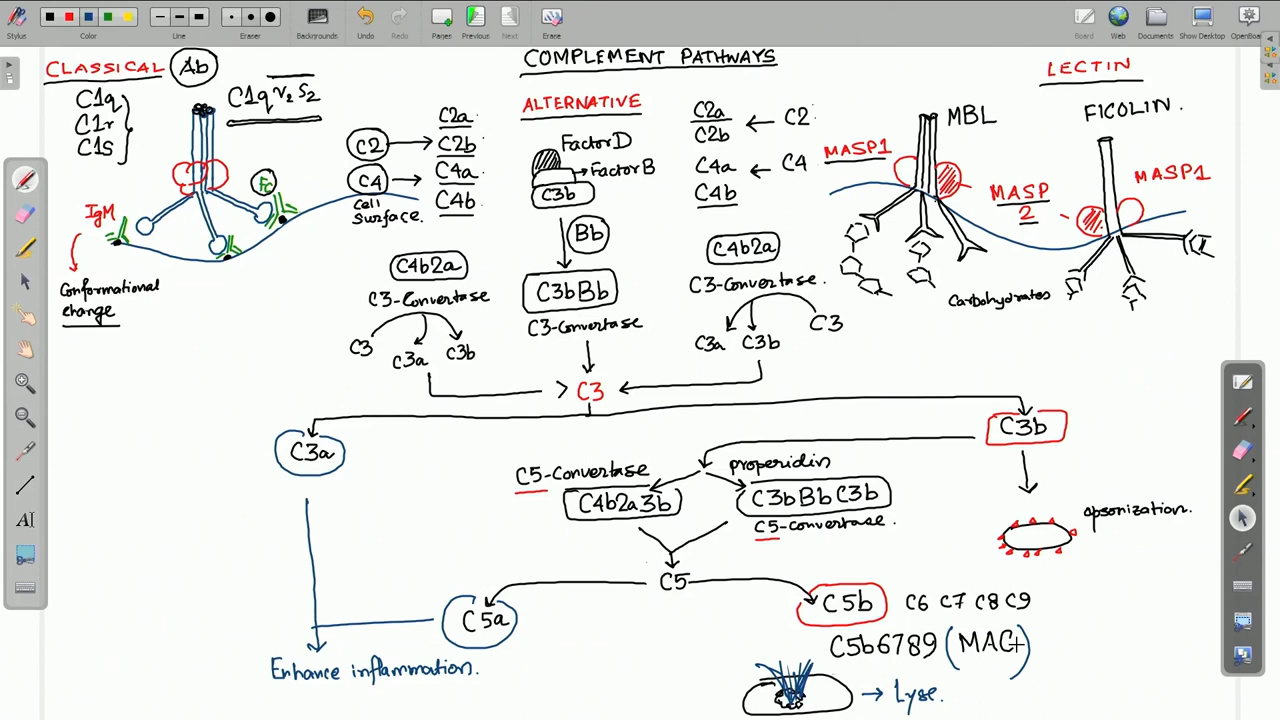 Stylus
Color
Line
Eraser
Backgrounds
Undo
Redo
Pages
Previous
Next
Erase
Board
Web
Documents
Show Desktop
OpenBoard
COMPLEMENT PATHWAYS
CLASSICAL
Ab
C1q
C1r
C1s
C1q r2 s2
IgM
Fc
Conformational
change
C2
C2a
C2b
C4
C4a
C4b
cell
surface.
C4b2a
C3-Convertase
C3
C3a
C3b
ALTERNATIVE
Factor D
Factor B
C3b
Bb
C3bBb
C3-Convertase
LECTIN
C2a
C2b
C2
C4a
C4b
C4
C4b2a
C3-Convertase.
C3
C3a
C3b
MASP1
MBL
FICOLIN.
MASP
2
MASP1
Carbohydrates
C3
C3a
C3b
C5-Convertase
C4b2a3b
properidin
C3bBbC3b
C5-convertase.
opsonization.
C5
C5a
C5b
C6 C7 C8 C9
C5b6789 (MAC)
Enhance inflammation.
Lyse.